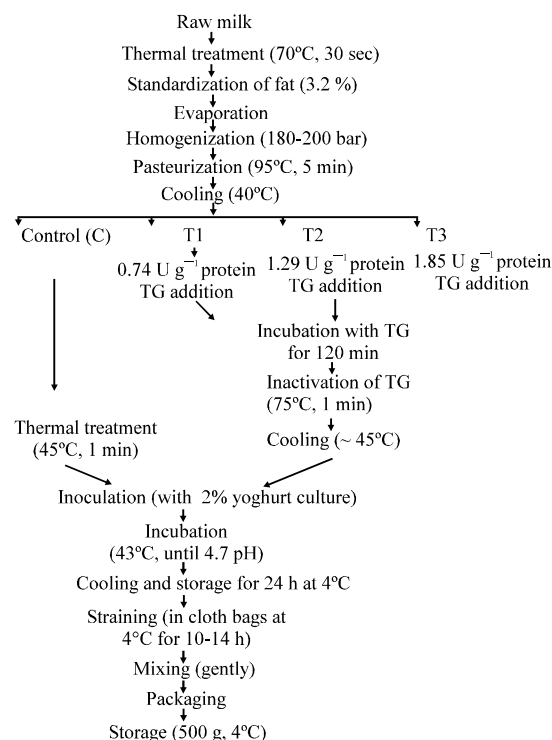 Raw milk
Thermal treatment (70ºC, 30 sec)
Standardization of fat (3.2 %)
Evaporation
Homogenization (180-200 bar)
Pasteurization (95ºC, 5 min)
Cooling (40ºC)
Control (C) T1 T2 T3
0.74 U g⁻¹ protein 1.29 U g⁻¹ protein 1.85 U g⁻¹ protein
TG addition TG addition TG addition
Incubation with TG
for 120 min
Inactivation of TG
(75ºC, 1 min)
Thermal treatment Cooling (~ 45ºC)
(45ºC, 1 min)
Inoculation (with 2% yoghurt culture)
Incubation
(43ºC, until 4.7 pH)
Cooling and storage for 24 h at 4ºC
Straining (in cloth bags at
4°C for 10-14 h)
Mixing (gently)
Packaging
Storage (500 g, 4ºC)